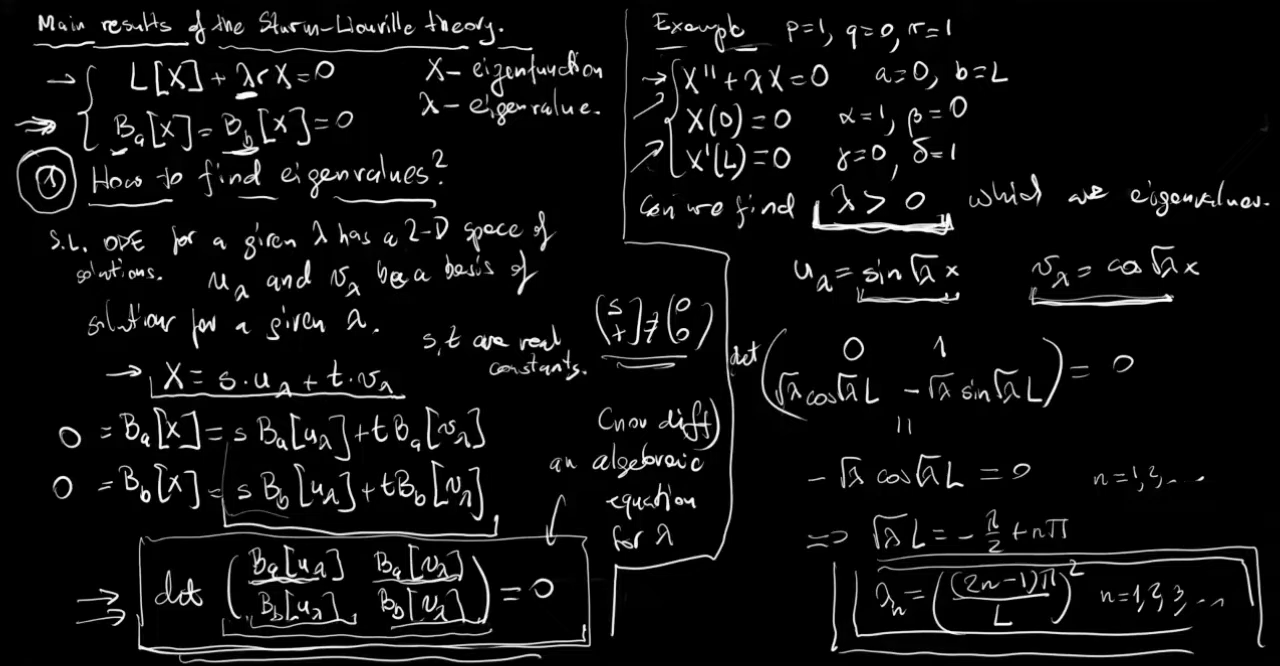 Main results of the Sturm-Liouville theory.
→ { L[X] + λrX = 0
X - eigenfunction
λ - eigenvalue.
⇒ B_a[X] = B_b[X] = 0
① How to find eigenvalues?
S.L. ODE for a given λ has a 2-D space of
solutions. u_λ and v_λ be a basis of
solutions for a given λ.
s, t are real
constants.
(s t) ≠ (0 0)
→ X = s·u_λ + t·v_λ
0 = B_a[X] = s B_a[u_λ] + t B_a[v_λ]
0 = B_b[X] = s B_b[u_λ] + t B_b[v_λ]
(non diff)
an algebraic
equation
for λ
⇒ det ( B_a[u_λ] B_a[v_λ]
B_b[u_λ] B_b[v_λ] ) = 0
Example p=1, q=0, r=1
→ { X'' + λX = 0 a=0, b=L
X(0) = 0 α=1, β=0
X'(L) = 0 γ=0, δ=1
Can we find λ > 0 which are eigenvalues.
u_λ = sin√λ x v_λ = cos√λ x
det ( 0 1
√λ cos√λ L -√λ sin√λ L ) = 0
||
- √λ cos√λ L = 0 n=1,2,...
⇒ √λ L = -π/2 + nπ
λ_n = ((2n-1)π/L)² n=1,2,3,...